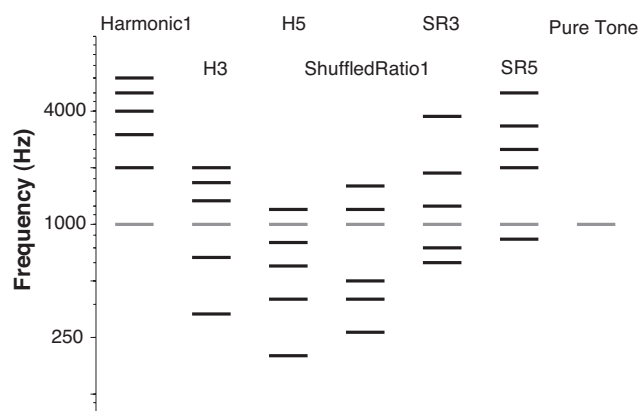 Harmonic1
H5
SR3
Pure Tone
H3
ShuffledRatio1
SR5
Frequency (Hz)
4000
1000
250